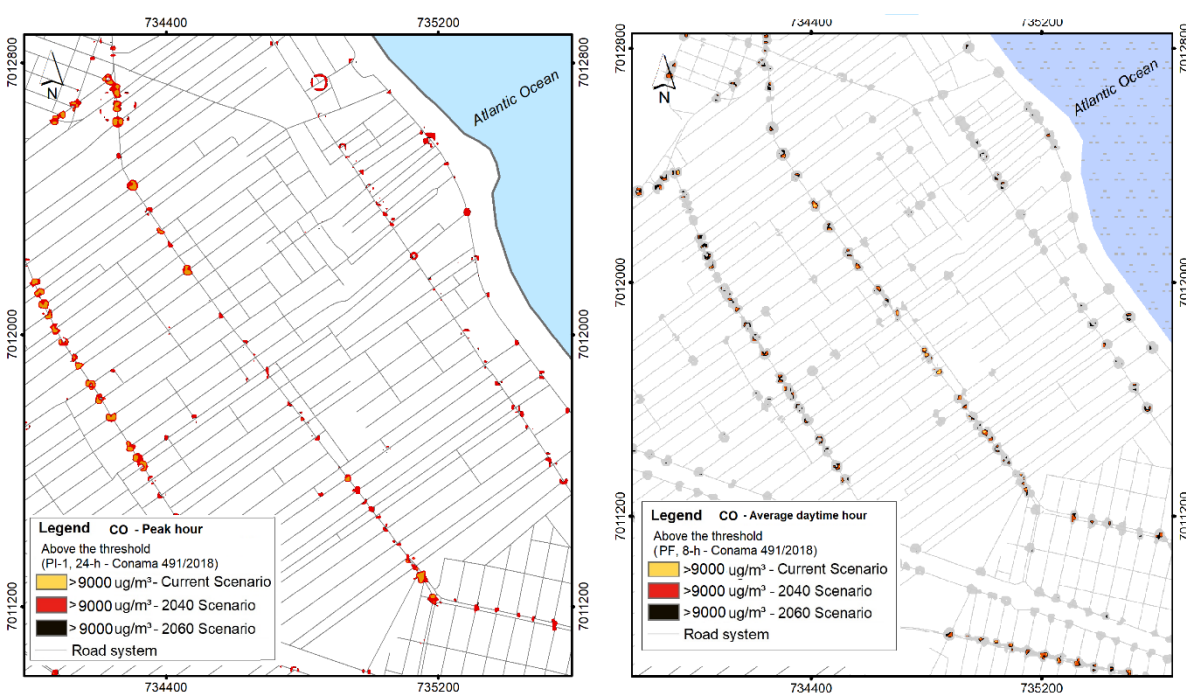 734400 735200
7012800
N
Atlantic Ocean
7012800
7012000
7012000
Legend CO - Peak hour
Above the threshold
(PI-1, 24-h - Conama 491/2018)
>9000 ug/m³ - Current Scenario
>9000 ug/m³ - 2040 Scenario
>9000 ug/m³ - 2060 Scenario
Road system
7011200
7011200
734400 735200
734400 735200
7012800
N
Atlantic Ocean
7012800
7012000
7012000
Legend CO - Average daytime hour
Above the threshold
(PF, 8-h - Conama 491/2018)
>9000 ug/m³ - Current Scenario
>9000 ug/m³ - 2040 Scenario
>9000 ug/m³ - 2060 Scenario
Road system
7011200
7011200
734400 735200